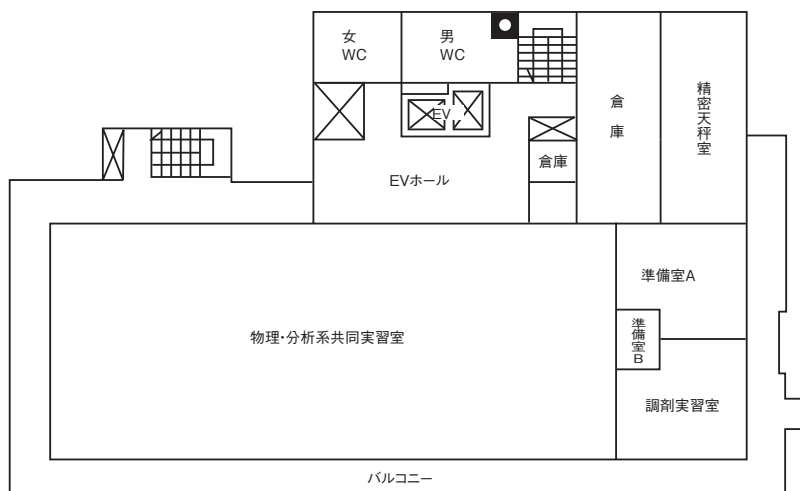 女
WC
男
WC
倉
庫
精密天秤室
EV
倉庫
EVホール
準備室A
物理・分析系共同実習室
準備室B
調剤実習室
バルコニー